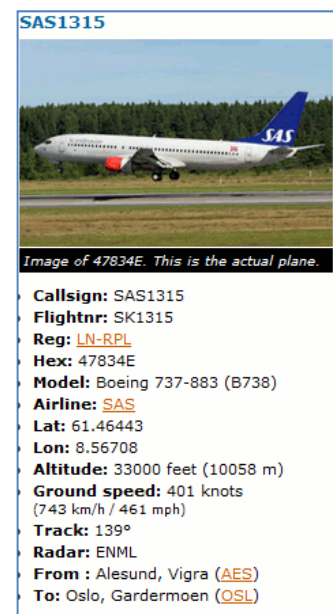 SAS1315
Scandinavian
SAS
Image of 47834E. This is the actual plane.
Callsign: SAS1315
Flightnr: SK1315
Reg: LN-RPL
Hex: 47834E
Model: Boeing 737-883 (B738)
Airline: SAS
Lat: 61.46443
Lon: 8.56708
Altitude: 33000 feet (10058 m)
Ground speed: 401 knots
(743 km/h / 461 mph)
Track: 139°
Radar: ENML
From : Alesund, Vigra (AES)
To: Oslo, Gardermoen (OSL)